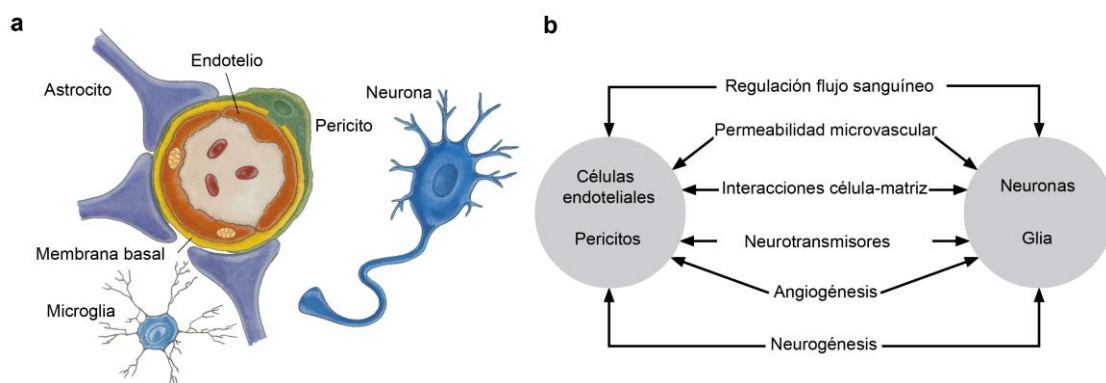 a
Endotelio
Astrocito
Pericito
Neurona
Membrana basal
Microglia
b
Regulación flujo sanguíneo
Permeabilidad microvascular
Células
endoteliales
Interacciones célula-matriz
Neuronas
Pericitos
Neurotransmisores
Glia
Angiogénesis
Neurogénesis